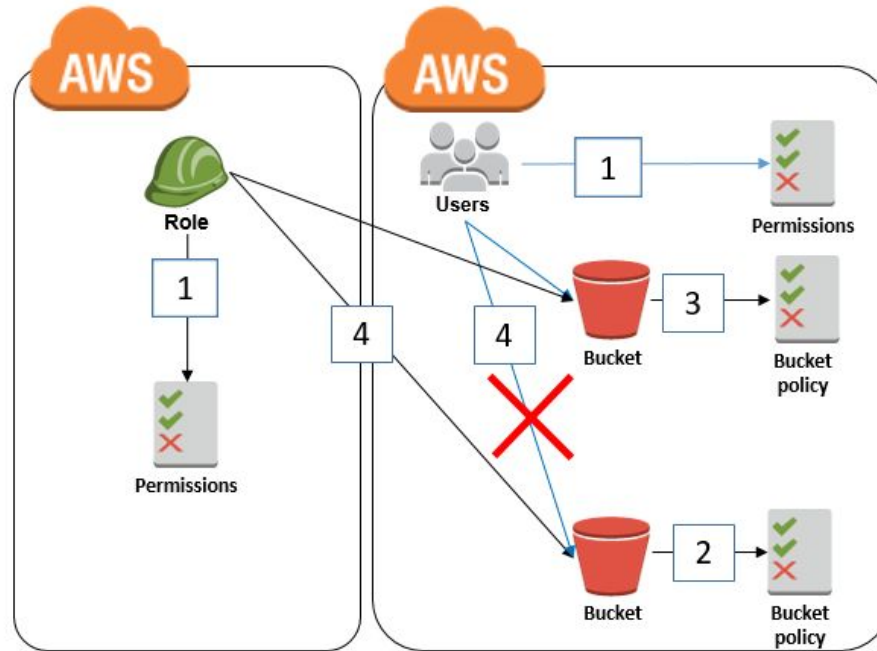 AWS
AWS
1
Users
Permissions
Role
1
3
4
4
Bucket
Bucket
policy
Permissions
2
Bucket
Bucket
policy